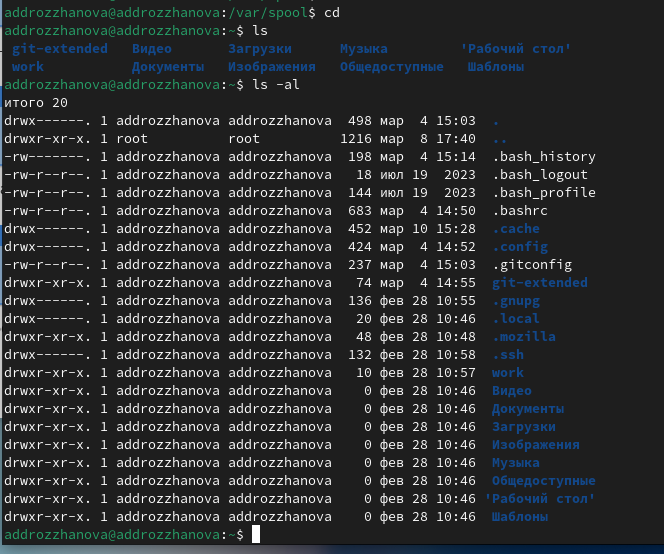 addrozzhanova@addrozzhanova:/var/spool$ cd
addrozzhanova@addrozzhanova:~$ ls
git-extended Видео Загрузки Музыка 'Рабочий стол'
work Документы Изображения Общедоступные Шаблоны
addrozzhanova@addrozzhanova:~$ ls -al
итого 20
drwx------. 1 addrozzhanova addrozzhanova 498 мар 4 15:03 .
drwxr-xr-x. 1 root root 1216 мар 8 17:40 ..
-rw-------. 1 addrozzhanova addrozzhanova 198 мар 4 15:14 .bash_history
-rw-r--r--. 1 addrozzhanova addrozzhanova 18 июл 19 2023 .bash_logout
-rw-r--r--. 1 addrozzhanova addrozzhanova 144 июл 19 2023 .bash_profile
-rw-r--r--. 1 addrozzhanova addrozzhanova 683 мар 4 14:50 .bashrc
drwx------. 1 addrozzhanova addrozzhanova 452 мар 10 15:28 .cache
drwx------. 1 addrozzhanova addrozzhanova 424 мар 4 14:52 .config
-rw-r--r--. 1 addrozzhanova addrozzhanova 237 мар 4 15:03 .gitconfig
drwxr-xr-x. 1 addrozzhanova addrozzhanova 74 мар 4 14:55 git-extended
drwx------. 1 addrozzhanova addrozzhanova 136 фев 28 10:55 .gnupg
drwx------. 1 addrozzhanova addrozzhanova 20 фев 28 10:46 .local
drwxr-xr-x. 1 addrozzhanova addrozzhanova 48 фев 28 10:48 .mozilla
drwx------. 1 addrozzhanova addrozzhanova 132 фев 28 10:58 .ssh
drwxr-xr-x. 1 addrozzhanova addrozzhanova 10 фев 28 10:57 work
drwxr-xr-x. 1 addrozzhanova addrozzhanova 0 фев 28 10:46 Видео
drwxr-xr-x. 1 addrozzhanova addrozzhanova 0 фев 28 10:46 Документы
drwxr-xr-x. 1 addrozzhanova addrozzhanova 0 фев 28 10:46 Загрузки
drwxr-xr-x. 1 addrozzhanova addrozzhanova 0 фев 28 10:46 Изображения
drwxr-xr-x. 1 addrozzhanova addrozzhanova 0 фев 28 10:46 Музыка
drwxr-xr-x. 1 addrozzhanova addrozzhanova 0 фев 28 10:46 Общедоступные
drwxr-xr-x. 1 addrozzhanova addrozzhanova 0 фев 28 10:46 'Рабочий стол'
drwxr-xr-x. 1 addrozzhanova addrozzhanova 0 фев 28 10:46 Шаблоны
addrozzhanova@addrozzhanova:~$